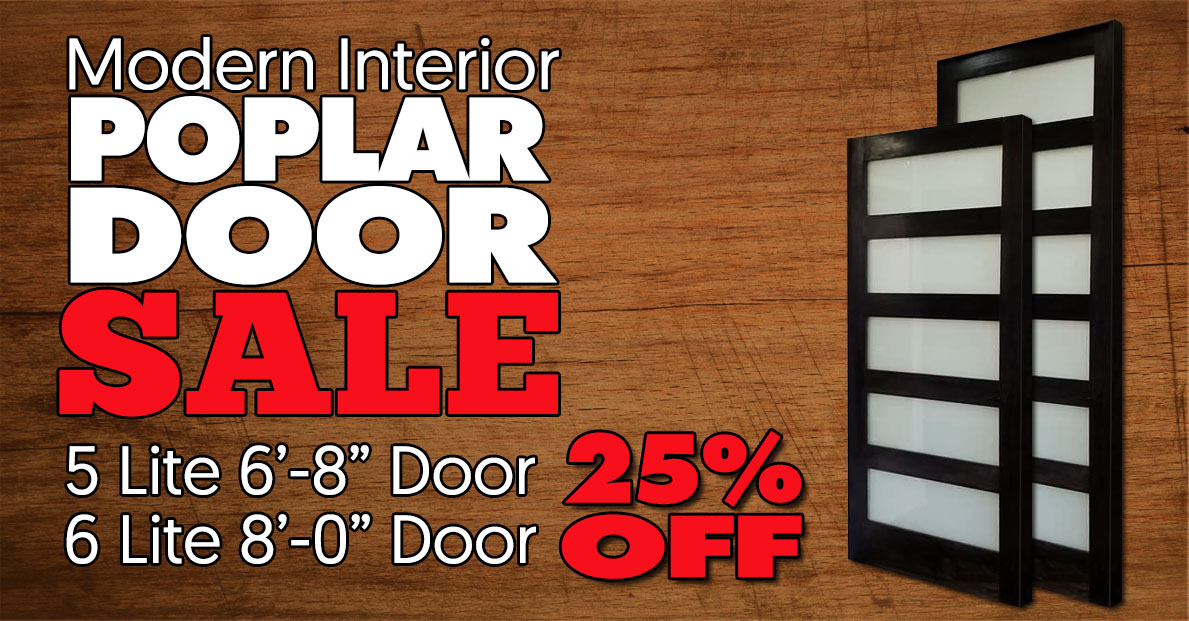 Modern Interior
POPLAR
DOOR
SALE
5 Lite 6’-8” Door
6 Lite 8’-0” Door
25%
OFF